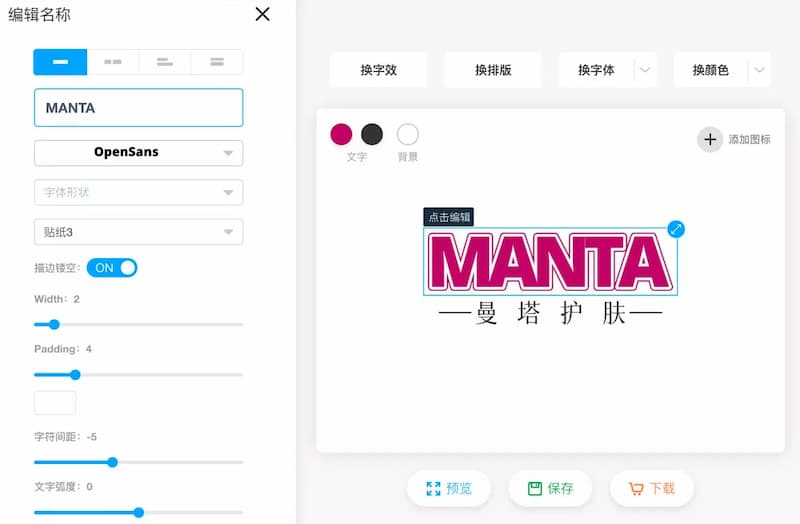 编辑名称
MANTA
OpenSans
字体形状
贴纸3
描边镂空：
ON
Width：2
Padding：4
字符间距：-5
文字弧度：0
换字效
换排版
换字体
换颜色
文字
背景
添加图标
点击编辑
MANTA
曼塔护肤
预览
保存
下载